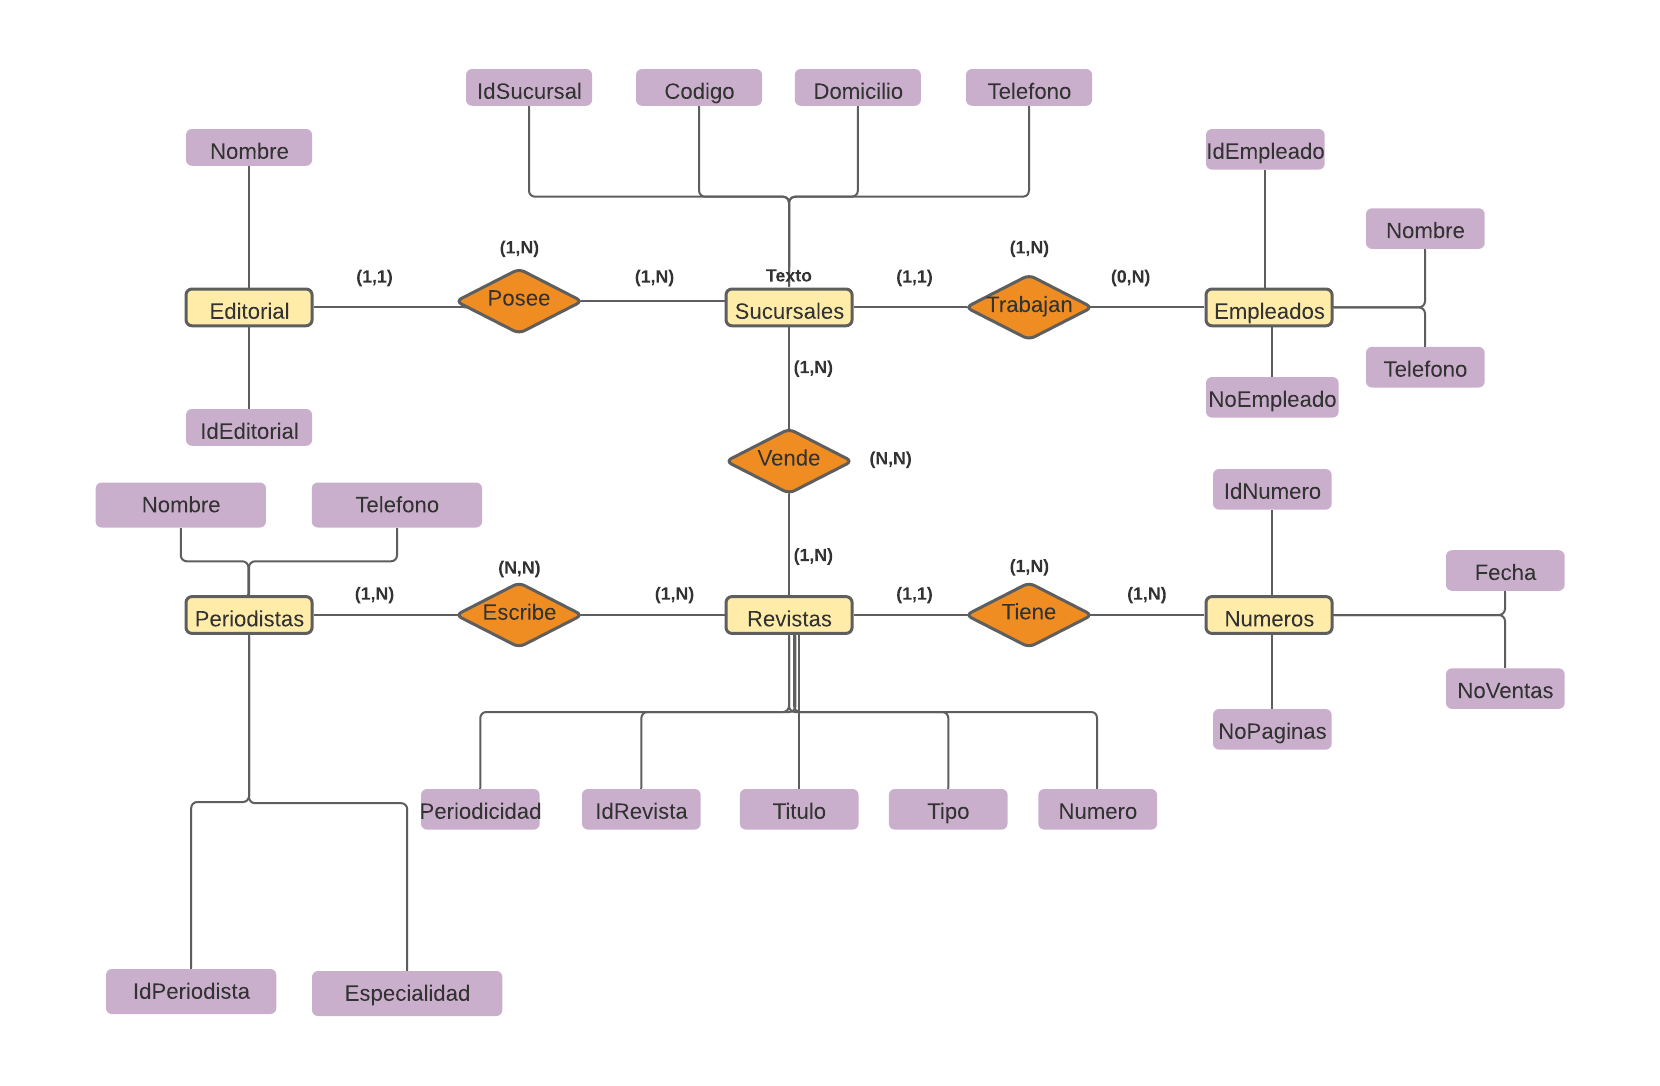 IdSucursal
Codigo
Domicilio
Telefono
Nombre
IdEmpleado
Nombre
(1,N)
(1,N)
(1,1)
(1,N)
Texto
(1,1)
(0,N)
Editorial
Posee
Sucursales
Trabajan
Empleados
(1,N)
Telefono
NoEmpleado
IdEditorial
Vende
(N,N)
Nombre
Telefono
IdNumero
(1,N)
(N,N)
(1,N)
Fecha
(1,N)
(1,N)
(1,1)
(1,N)
Periodistas
Escribe
Revistas
Tiene
Numeros
NoVentas
NoPaginas
Periodicidad
IdRevista
Titulo
Tipo
Numero
IdPeriodista
Especialidad